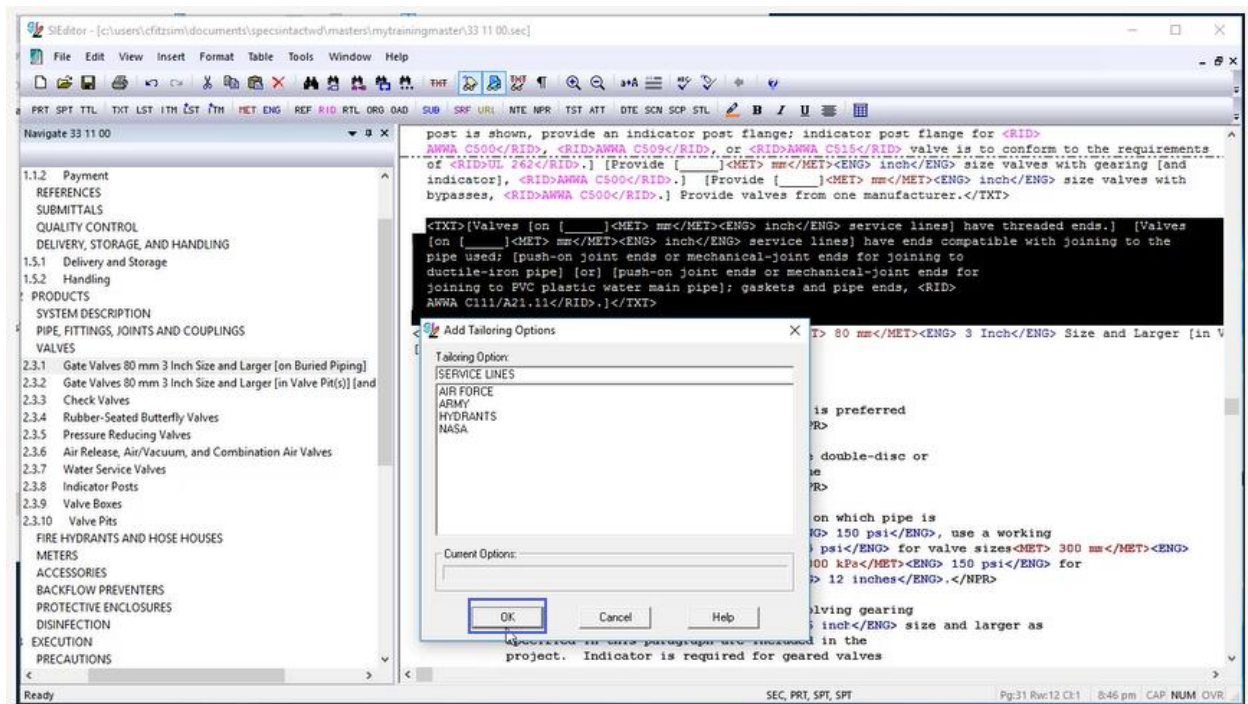 SIEditor - [c:\users\cfitzsim\documents\specsintactwd\masters\mytrainingmaster\33 11 00.sec]
File Edit View Insert Format Table Tools Window Help
PRT SPT TTL TXT LST ITM LST ITM MET ENG REF RID RTL ORG OAD SUB SRF URL NTE NPR TST ATT DTE SCN SCP STL B I U
Navigate 33 11 00
1.1.2 Payment
REFERENCES
SUBMITTALS
QUALITY CONTROL
DELIVERY, STORAGE, AND HANDLING
1.5.1 Delivery and Storage
1.5.2 Handling
PRODUCTS
SYSTEM DESCRIPTION
PIPE, FITTINGS, JOINTS AND COUPLINGS
VALVES
2.3.1 Gate Valves 80 mm 3 Inch Size and Larger [on Buried Piping]
2.3.2 Gate Valves 80 mm 3 Inch Size and Larger [in Valve Pit(s)] [and
2.3.3 Check Valves
2.3.4 Rubber-Seated Butterfly Valves
2.3.5 Pressure Reducing Valves
2.3.6 Air Release, Air/Vacuum, and Combination Air Valves
2.3.7 Water Service Valves
2.3.8 Indicator Posts
2.3.9 Valve Boxes
2.3.10 Valve Pits
FIRE HYDRANTS AND HOSE HOUSES
METERS
ACCESSORIES
BACKFLOW PREVENTERS
PROTECTIVE ENCLOSURES
DISINFECTION
EXECUTION
PRECAUTIONS
post is shown, provide an indicator post flange; indicator post flange for <RID>
AWWA C500</RID>, <RID>AWWA C509</RID>, or <RID>AWWA C515</RID> valve is to conform to the requirements
of <RID>UL 262</RID>.] [Provide [_____]<MET> mm</MET><ENG> inch</ENG> size valves with gearing [and
indicator], <RID>AWWA C500</RID>.] [Provide [_____]<MET> mm</MET><ENG> inch</ENG> size valves with
bypasses, <RID>AWWA C500</RID>.] Provide valves from one manufacturer.</TXT>
<TXT>[Valves [on [_____]<MET> mm</MET><ENG> inch</ENG> service lines] have threaded ends.] [Valves
[on [_____]<MET> mm</MET><ENG> inch</ENG> service lines] have ends compatible with joining to the
pipe used; [push-on joint ends or mechanical-joint ends for joining to
ductile-iron pipe] [or] [push-on joint ends or mechanical-joint ends for
joining to PVC plastic water main pipe]; gaskets and pipe ends, <RID>
AWWA C111/A21.11</RID>.]</TXT>
T> 80 mm</MET><ENG> 3 Inch</ENG> Size and Larger [in V
Add Tailoring Options
Tailoring Option:
SERVICE LINES
AIR FORCE
ARMY
HYDRANTS
NASA
Current Options:
OK Cancel Help
is preferred
PR>
double-disc or
PR>
on which pipe is
NG> 150 psi</ENG>, use a working
psi</ENG> for valve sizes<MET> 300 mm</MET><ENG>
00 kPa</MET><ENG> 150 psi</ENG> for
> 12 inches</ENG>.</NPR>
olving gearing
inch</ENG> size and larger as
specified in this paragraph are included in the
project. Indicator is required for geared valves
Ready
SEC, PRT, SPT, SPT
Pg:31 Rw:12 Cl:1 8:46 pm CAP NUM OVR